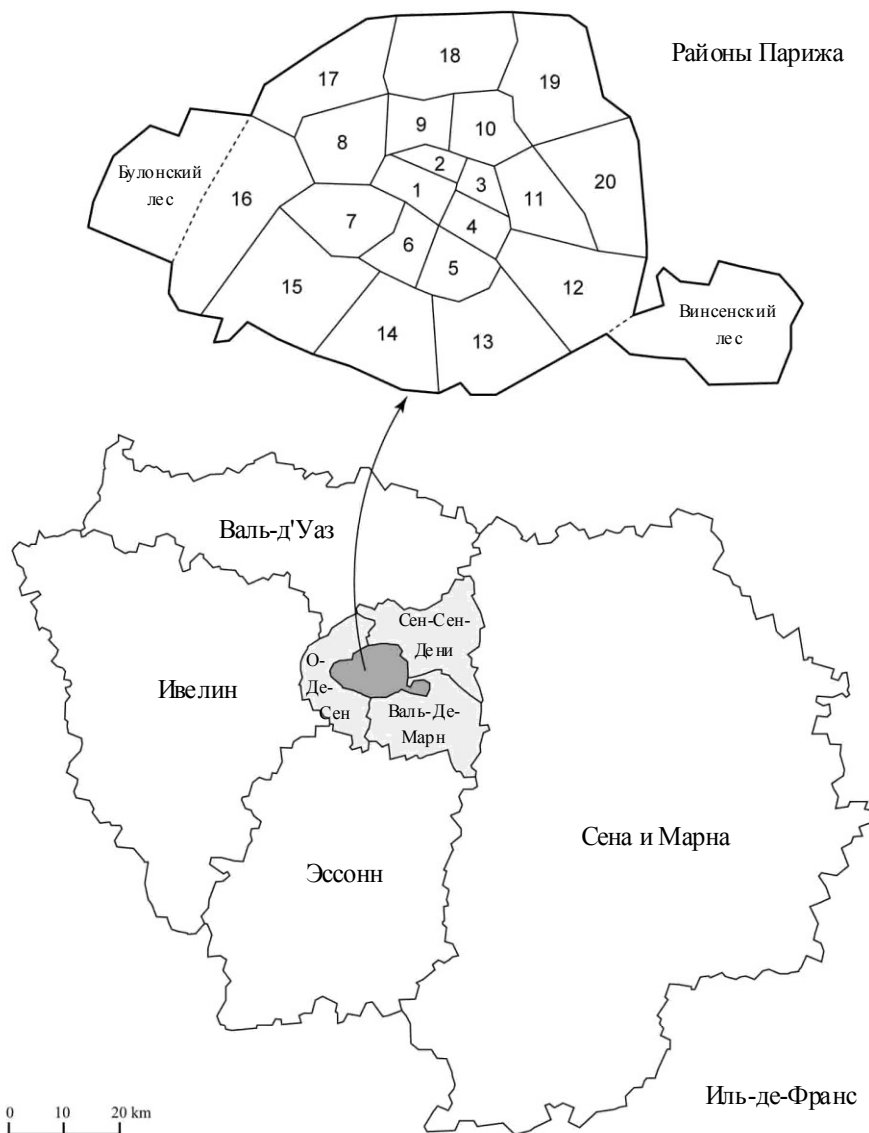 Районы Парижа
18
17
19
9
10
8
2
Булонский
лес
16
3
20
1
11
7
4
6
5
15
12
Винсенский
лес
14
13
Валь-д'Уаз
Сен-Сен-
Дени
О-
Де-
Сен
Ивелин
Валь-Де-
Марн
Сена и Марна
Эссонн
Иль-де-Франс
0 10 20 km